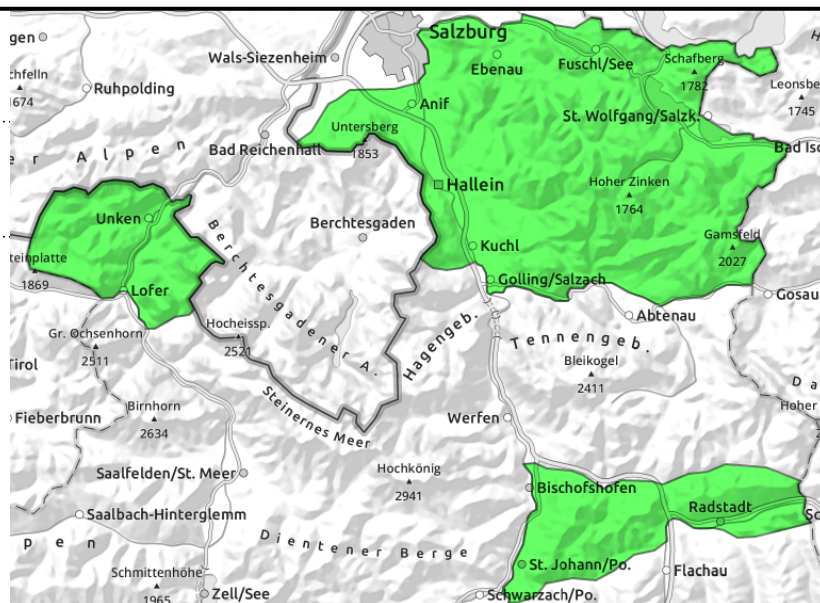 Salzburg
gen
Wals-Siezenheim
Ebenau
Fuschl/See
Schafberg
1782
chfelln
1674
Ruhpolding
Leonsbe
1745
Anif
St. Wolfgang/Salzk.
Untersberg
1853
Bad Reichenhall
Bad Isc
er Alpen
Hallein
Hoher Zinken
1764
Unken
Berchtesgaden
Gamsfeld
2027
Kuchl
teinplatte
1869
Lofer
Golling/Salzach
Gosau
Berchtesgadener A.
Hagengeb.
Abtenau
Hocheissp.
2521
Gr. Ochsenhorn
2511
Tennengeb.
Bleikogel
2411
Tirol
Da
Steinernes Meer
Birnhorn
2634
Fieberbrunn
Werfen
Hoher
Saalfelden/St. Meer
Hochkönig
2941
Bischofshofen
Radstadt
Saalbach-Hinterglemm
pen
Dientener Berge
St. Johann/Po.
Flachau
Schmittenhöhe
1965
Zell/See
Schwarzach/Po.